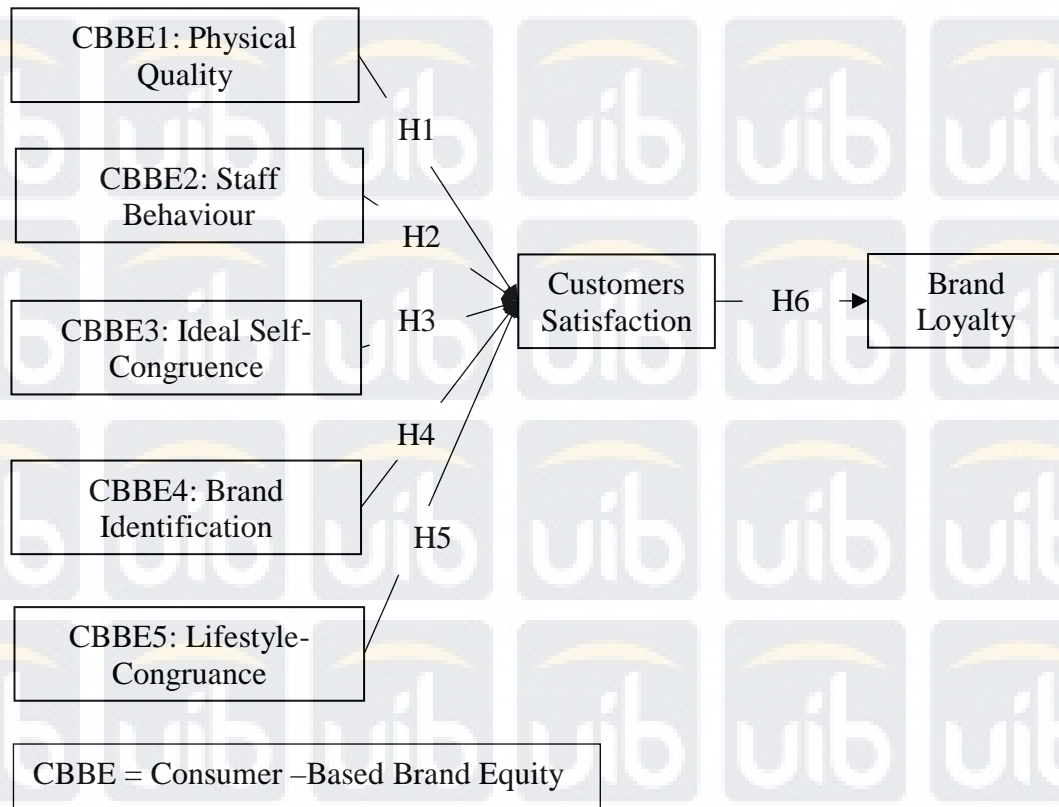 CBBE1: Physical
Quality
H1
CBBE2: Staff
Behaviour
H2
CBBE3: Ideal Self-
Congruence
H3
Customers
Satisfaction
H6
Brand
Loyalty
CBBE4: Brand
Identification
H4
H5
CBBE5: Lifestyle-
Congruance
CBBE = Consumer –Based Brand Equity
uib